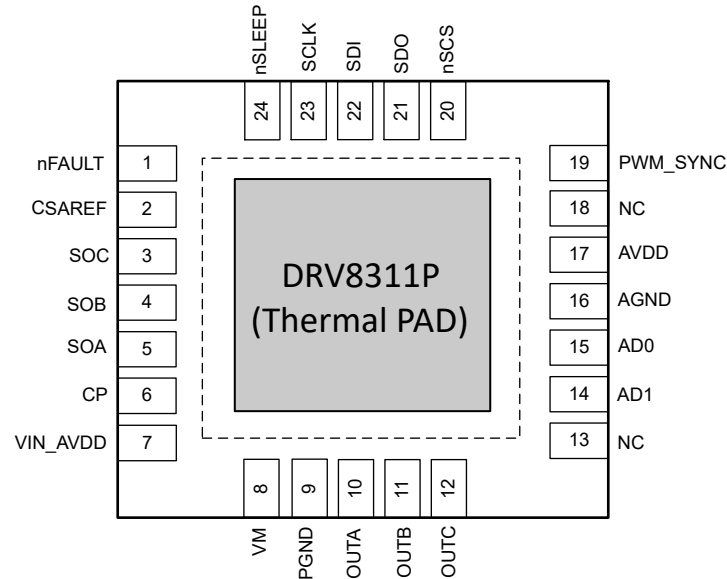 nSLEEP
SCLK
SDI
SDO
nSCS
24
23
22
21
20
nFAULT 1
CSAREF 2
SOC 3
SOB 4
SOA 5
CP 6
VIN_AVDD 7
DRV8311P
(Thermal PAD)
19 PWM_SYNC
18 NC
17 AVDD
16 AGND
15 AD0
14 AD1
13 NC
8
9
10
11
12
VM
PGND
OUTA
OUTB
OUTC